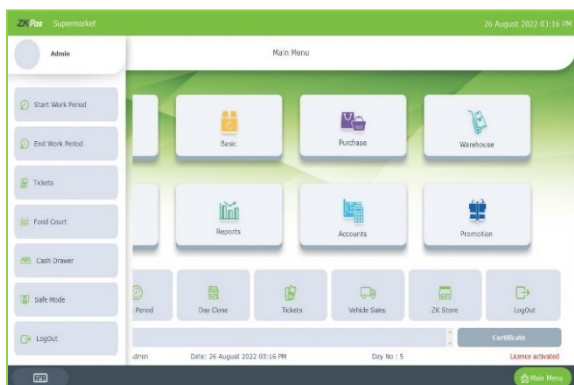 ZKPos Supermarket
26 August 2022 03:16 PM
Admin
Main Menu
Start Work Period
End Work Period
Tickets
Food Court
Cash Drawer
Safe Mode
LogOut
Basic
Purchase
Warehouse
Reports
Accounts
Promotion
Period
Day Close
Tickets
Vehicle Sales
ZK Store
LogOut
Certificate
Admin
Date: 26 August 2022 03:16 PM
Day No : 5
Licence activated
Main Menu